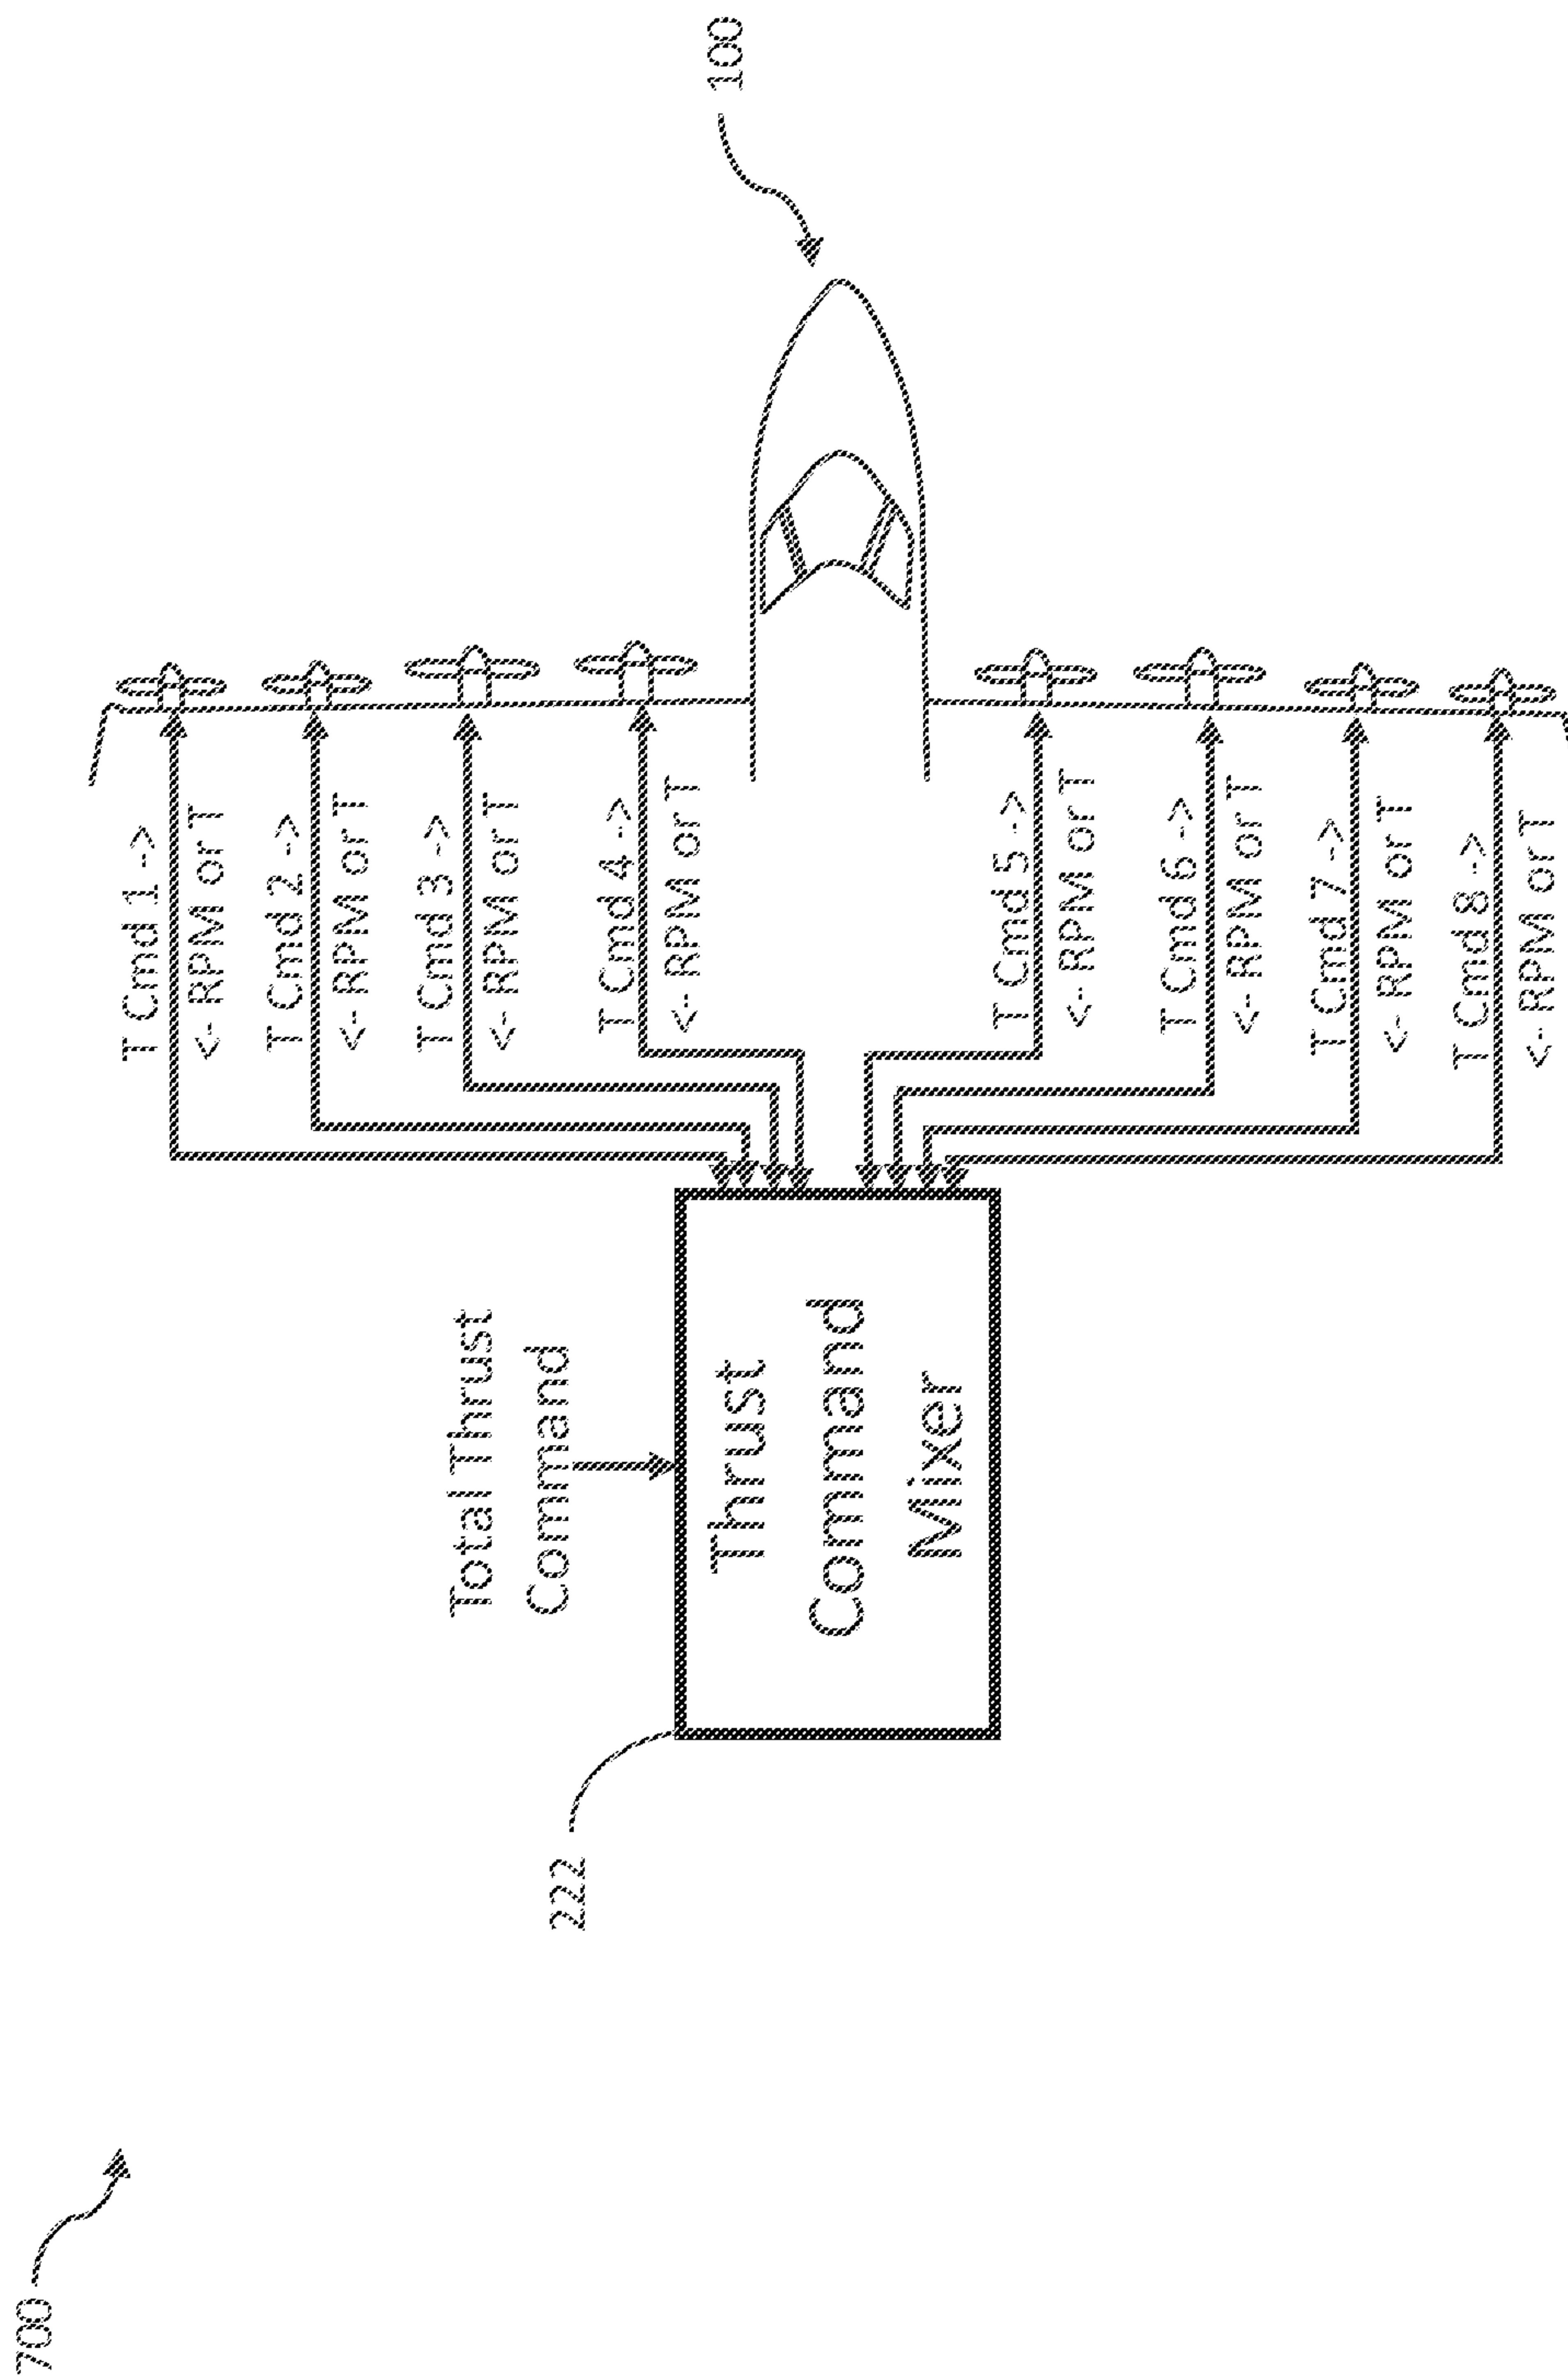 700
222
Total Thrust
Command
Thrust
Command
Mixer
T Cmd 1 ->
<- RPM or T
T Cmd 2 ->
<- RPM or T
T Cmd 3 ->
<- RPM or T
T Cmd 4 ->
<- RPM or T
T Cmd 5 ->
<- RPM or T
T Cmd 6 ->
<- RPM or T
T Cmd 7 ->
<- RPM or T
T Cmd 8 ->
<- RPM or T
100